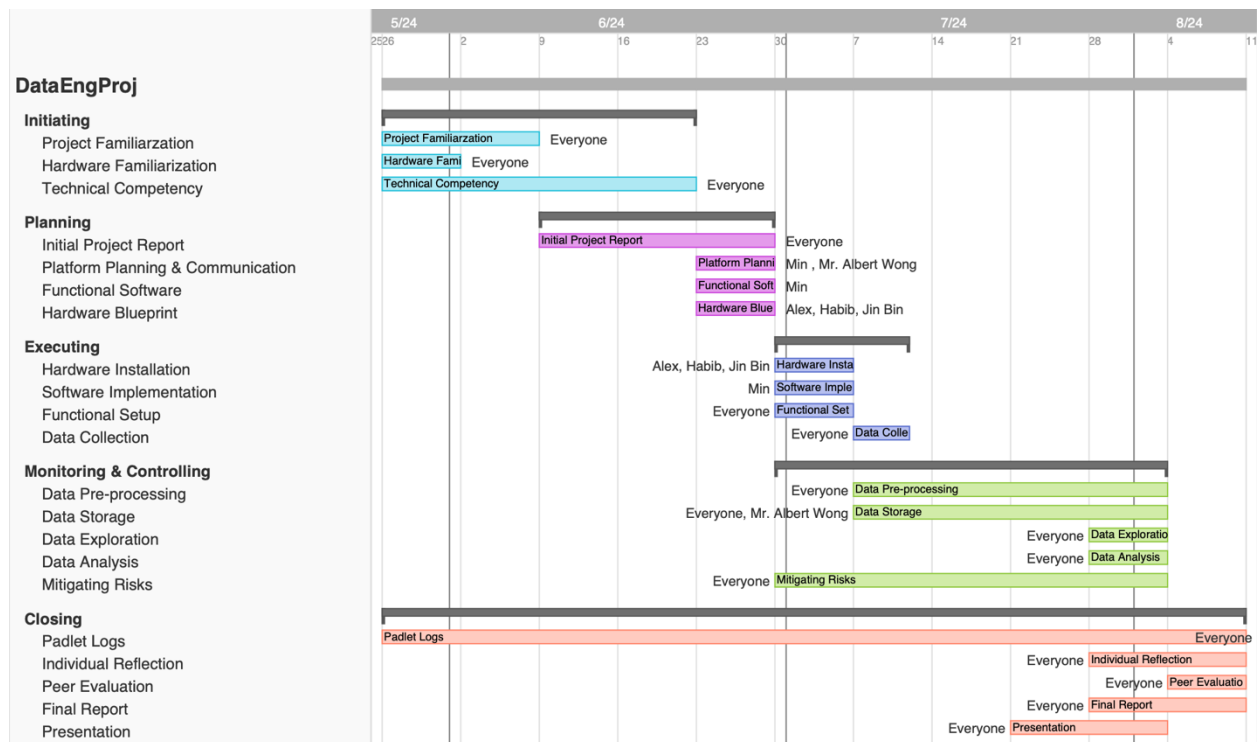 5/24 6/24 7/24 8/24
25 26 2 9 16 23 30 7 14 21 28 4 11
DataEngProj
Initiating
Project Familiarzation Project Familiarzation Everyone
Hardware Familiarization Hardware Fami Everyone
Technical Competency Technical Competency Everyone
Planning
Initial Project Report Initial Project Report Everyone
Platform Planning & Communication Platform Planni Min , Mr. Albert Wong
Functional Software Functional Soft Min
Hardware Blueprint Hardware Blue Alex, Habib, Jin Bin
Executing
Hardware Installation Alex, Habib, Jin Bin Hardware Insta
Software Implementation Min Software Imple
Functional Setup Everyone Functional Set
Data Collection Everyone Data Colle
Monitoring & Controlling
Data Pre-processing Everyone Data Pre-processing
Data Storage Everyone, Mr. Albert Wong Data Storage
Data Exploration Everyone Data Exploratio
Data Analysis Everyone Data Analysis
Mitigating Risks Everyone Mitigating Risks
Closing
Padlet Logs Padlet Logs Everyone
Individual Reflection Everyone Individual Reflection
Peer Evaluation Everyone Peer Evaluatio
Final Report Everyone Final Report
Presentation Everyone Presentation